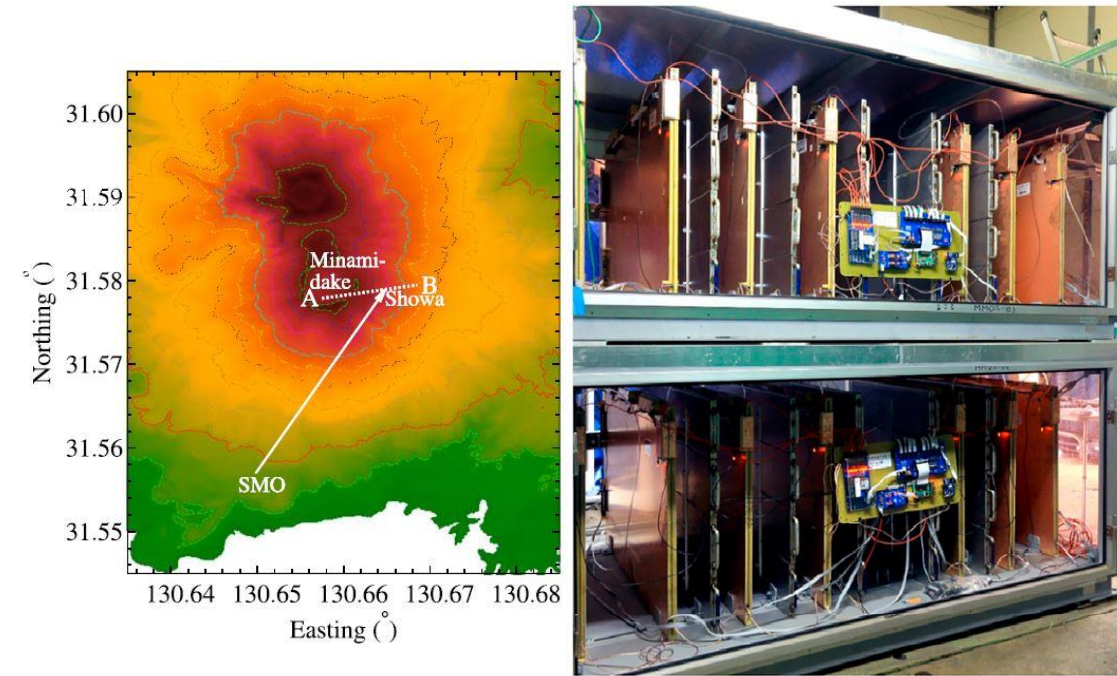 31.60
31.59
31.58
31.57
31.56
31.55
Northing (°)
Minami-
dake
A
B
Showa
SMO
130.64 130.65 130.66 130.67 130.68
Easting (°)